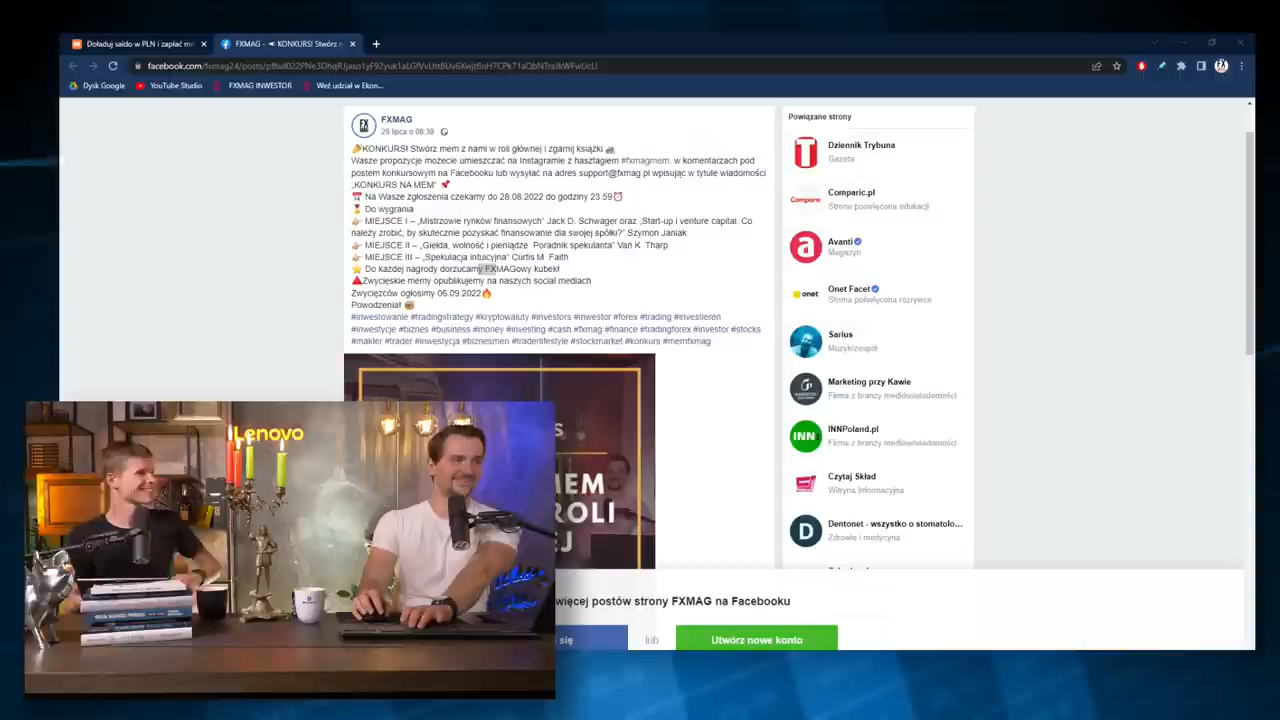 Doładuj saldo w PLN i zapłać mn
FXMAG - 📢 KONKURS! Stwórz
facebook.com/fxmag24/posts/
Dysk Google
YouTube Studio
FXMAG INWESTOR
Weź udział w Ekon...
FXMAG
29 lipca o 08:39
🎉KONKURS! Stwórz mem z nami w roli głównej i zgarnij książki 📚
Wasze propozycje możecie umieszczać na Instagramie z hasztagiem #fxmagmem. w komentarzach pod
postem konkursowym na Facebooku lub wysyłać na adres support@fxmag.pl wpisując w tytule wiadomości
„KONKURS NA MEM” 📌
📅 Na Wasze zgłoszenia czekamy do 28.08.2022 do godziny 23.59⏰
🏅 Do wygrania
👉🏻 MIEJSCE I – „Mistrzowie rynków finansowych” Jack D. Schwager oraz „Start-up i venture capital. Co
należy zrobić, by skutecznie pozyskać finansowanie dla swojej spółki?” Szymon Janiak
👉🏻 MIEJSCE II – „Giełda, wolność i pieniądze. Poradnik spekulanta” Van K. Tharp
👉🏻 MIEJSCE III – „Spekulacja intuicyjna” Curtis M. Faith
⭐ Do każdej nagrody dorzucamy FXMAGowy kubek!
🔺Zwycięskie memy opublikujemy na naszych social mediach
Zwycięzców ogłosimy 06.09.2022🔥
Powodzenia! 👊🏻
#inwestowanie #tradingstrategy #kryptowaluty #investors #inwestor #forex #trading #investieren
#inwestycje #biznes #business #money #investing #cash #fxmag #finance #tradingforex #investor #stocks
#makler #trader #inwestycja #biznesmen #traderlifestyle #stockmarket #konkurs #memfxmag
Powiązane strony
Dziennik Trybuna
Gazeta
Comparic.pl
Strona poświęcona edukacji
Avanti
Magazyn
Onet Facet
Strona poświęcona rozrywce
Sarius
Muzyk/zespół
Marketing przy Kawie
Firma z branży mediów/wiadomości
INNPoland.pl
Firma z branży mediów/wiadomości
Czytaj Skład
Witryna informacyjna
Dentonet - wszystko o stomatolo...
Zdrowie i medycyna
Lenovo
MEM
ROLI
EJ
więcej postów strony FXMAG na Facebooku
się
lub
Utwórz nowe konto